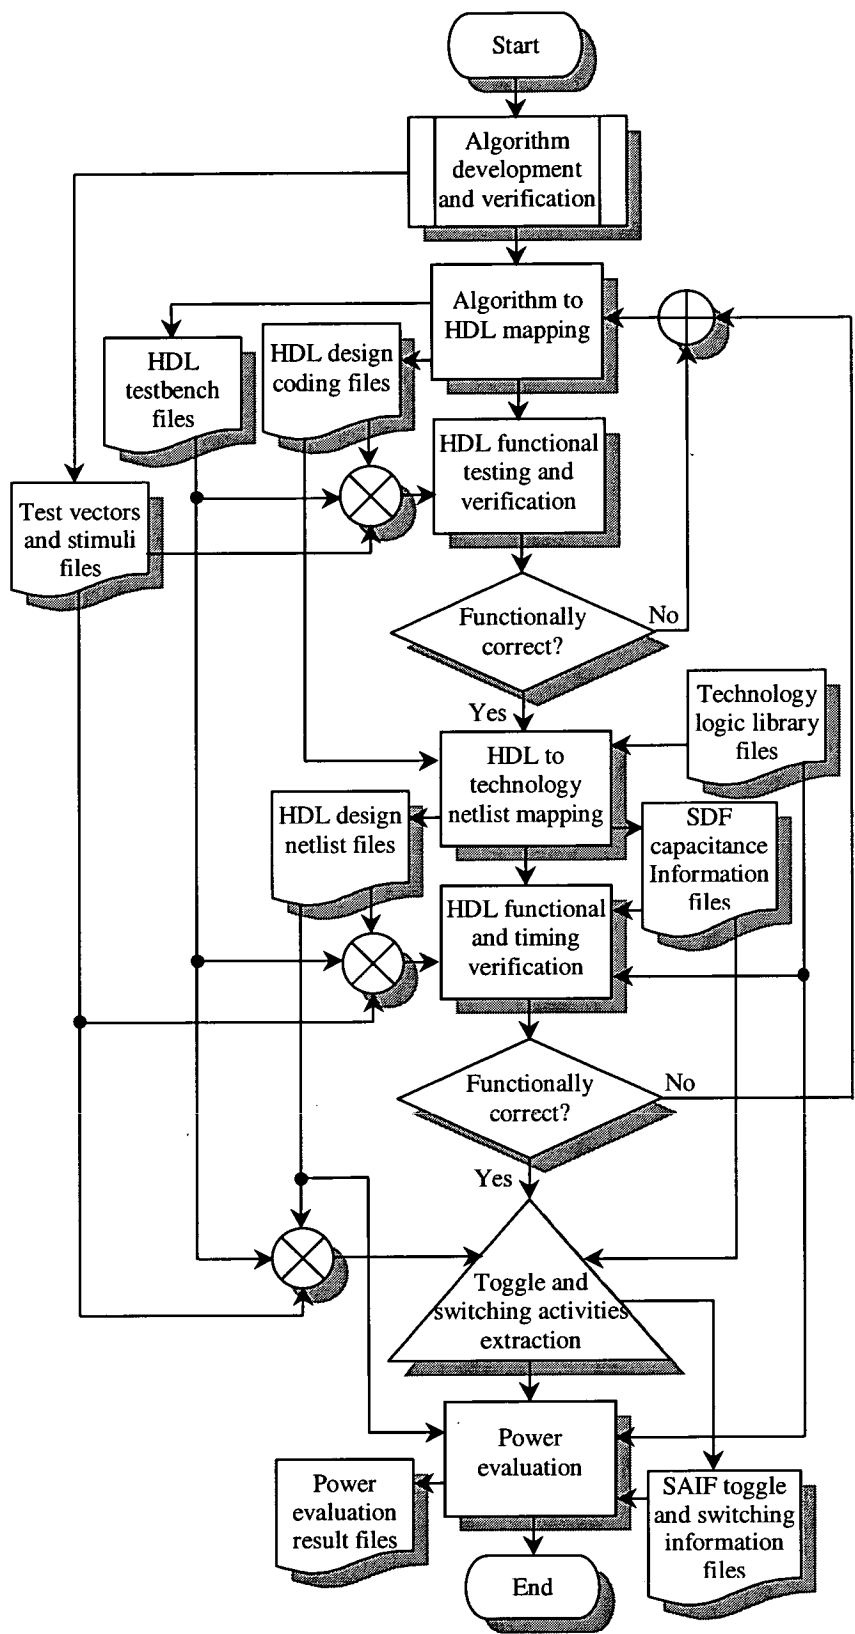 Start
Algorithm
development
and verification
Algorithm to
HDL mapping
HDL
testbench
files
HDL design
coding files
HDL functional
testing and
verification
Test vectors
and stimuli
files
Functionally
correct?
No
Yes
Technology
logic library
files
HDL to
technology
netlist mapping
HDL design
netlist files
SDF
capacitance
Information
files
HDL functional
and timing
verification
Functionally
correct?
No
Yes
Toggle and
switching activities
extraction
Power
evaluation
Power
evaluation
result files
SAIF toggle
and switching
information
files
End